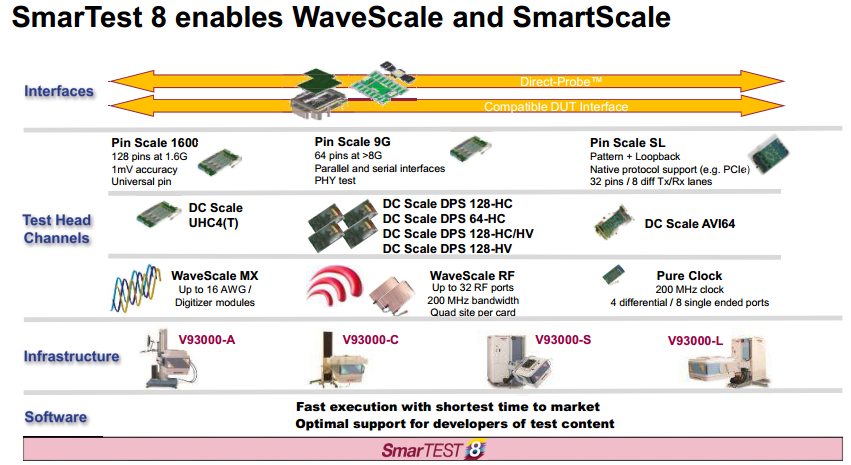 SmarTest 8 enables WaveScale and SmartScale
Interfaces
Direct-Probe™
Compatible DUT Interface
Pin Scale 1600
128 pins at 1.6G
1mV accuracy
Universal pin
Pin Scale 9G
64 pins at >8G
Parallel and serial interfaces
PHY test
Pin Scale SL
Pattern + Loopback
Native protocol support (e.g. PCIe)
32 pins / 8 diff Tx/Rx lanes
Test Head
Channels
DC Scale
UHC4(T)
DC Scale DPS 128-HC
DC Scale DPS 64-HC
DC Scale DPS 128-HC/HV
DC Scale DPS 128-HV
DC Scale AVI64
WaveScale MX
Up to 16 AWG /
Digitizer modules
WaveScale RF
Up to 32 RF ports
200 MHz bandwidth
Quad site per card
Pure Clock
200 MHz clock
4 differential / 8 single ended ports
Infrastructure
V93000-A
V93000-C
V93000-S
V93000-L
Software
Fast execution with shortest time to market
Optimal support for developers of test content
SmarTEST 8